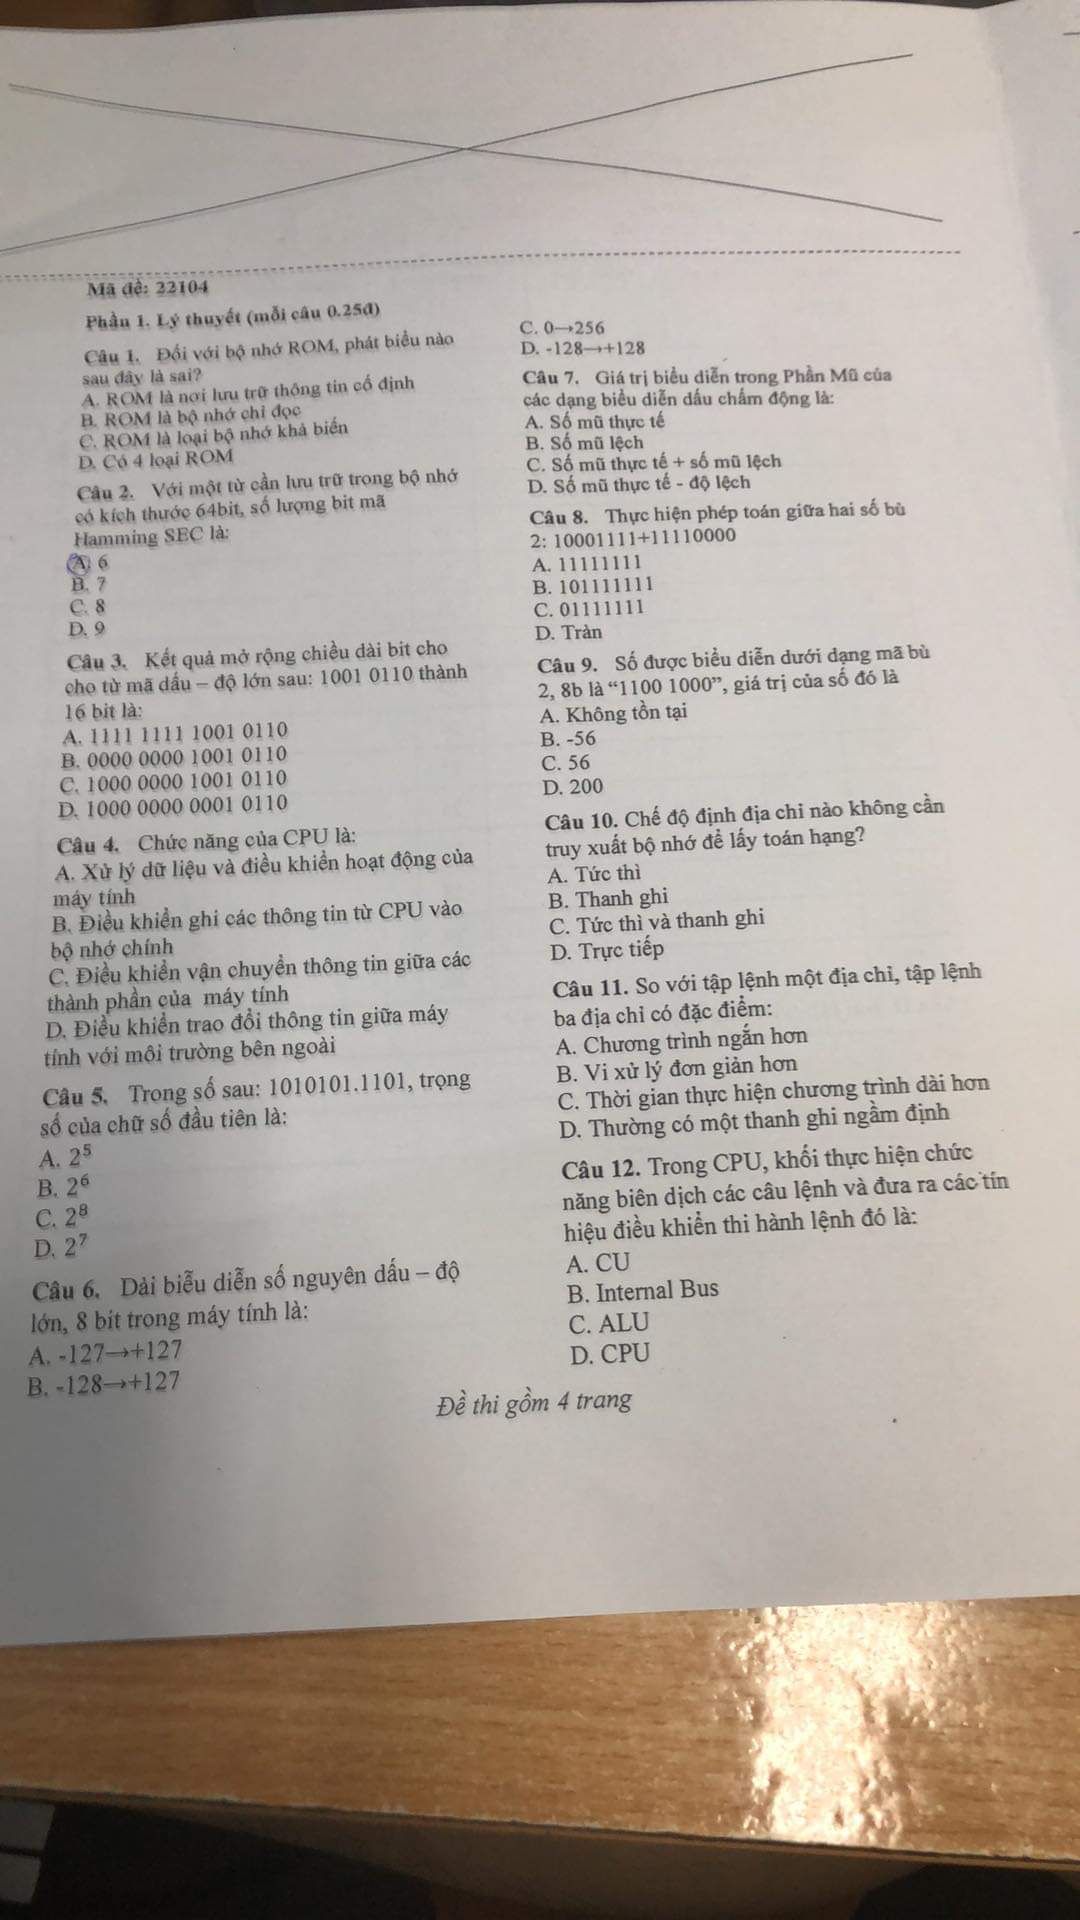 Mã đề: 22104
Phần 1. Lý thuyết (mỗi câu 0.25đ)
Câu 1. Đối với bộ nhớ ROM, phát biểu nào
sau đây là sai?
A. ROM là nơi lưu trữ thông tin cố định
B. ROM là bộ nhớ chỉ đọc
C. ROM là loại bộ nhớ khả biến
D. Có 4 loại ROM
Câu 2. Với một từ cần lưu trữ trong bộ nhớ
có kích thước 64bit, số lượng bit mã
Hamming SEC là:
A. 6
B. 7
C. 8
D. 9
Câu 3. Kết quả mở rộng chiều dài bit cho
cho từ mã dấu – độ lớn sau: 1001 0110 thành
16 bit là:
A. 1111 1111 1001 0110
B. 0000 0000 1001 0110
C. 1000 0000 1001 0110
D. 1000 0000 0001 0110
Câu 4. Chức năng của CPU là:
A. Xử lý dữ liệu và điều khiển hoạt động của
máy tính
B. Điều khiển ghi các thông tin từ CPU vào
bộ nhớ chính
C. Điều khiển vận chuyển thông tin giữa các
thành phần của máy tính
D. Điều khiển trao đổi thông tin giữa máy
tính với môi trường bên ngoài
Câu 5. Trong số sau: 1010101.1101, trọng
số của chữ số đầu tiên là:
A. 2⁵
B. 2⁶
C. 2⁸
D. 2⁷
Câu 6. Dải biễu diễn số nguyên dấu – độ
lớn, 8 bit trong máy tính là:
A. -127→+127
B. -128→+127
C. 0→256
D. -128→+128
Câu 7. Giá trị biểu diễn trong Phần Mũ của
các dạng biểu diễn dấu chấm động là:
A. Số mũ thực tế
B. Số mũ lệch
C. Số mũ thực tế + số mũ lệch
D. Số mũ thực tế - độ lệch
Câu 8. Thực hiện phép toán giữa hai số bù
2: 10001111+11110000
A. 11111111
B. 101111111
C. 01111111
D. Tràn
Câu 9. Số được biểu diễn dưới dạng mã bù
2, 8b là “1100 1000”, giá trị của số đó là
A. Không tồn tại
B. -56
C. 56
D. 200
Câu 10. Chế độ định địa chỉ nào không cần
truy xuất bộ nhớ để lấy toán hạng?
A. Tức thì
B. Thanh ghi
C. Tức thì và thanh ghi
D. Trực tiếp
Câu 11. So với tập lệnh một địa chỉ, tập lệnh
ba địa chỉ có đặc điểm:
A. Chương trình ngắn hơn
B. Vi xử lý đơn giản hơn
C. Thời gian thực hiện chương trình dài hơn
D. Thường có một thanh ghi ngầm định
Câu 12. Trong CPU, khối thực hiện chức
năng biên dịch các câu lệnh và đưa ra các tín
hiệu điều khiển thi hành lệnh đó là:
A. CU
B. Internal Bus
C. ALU
D. CPU
Đề thi gồm 4 trang